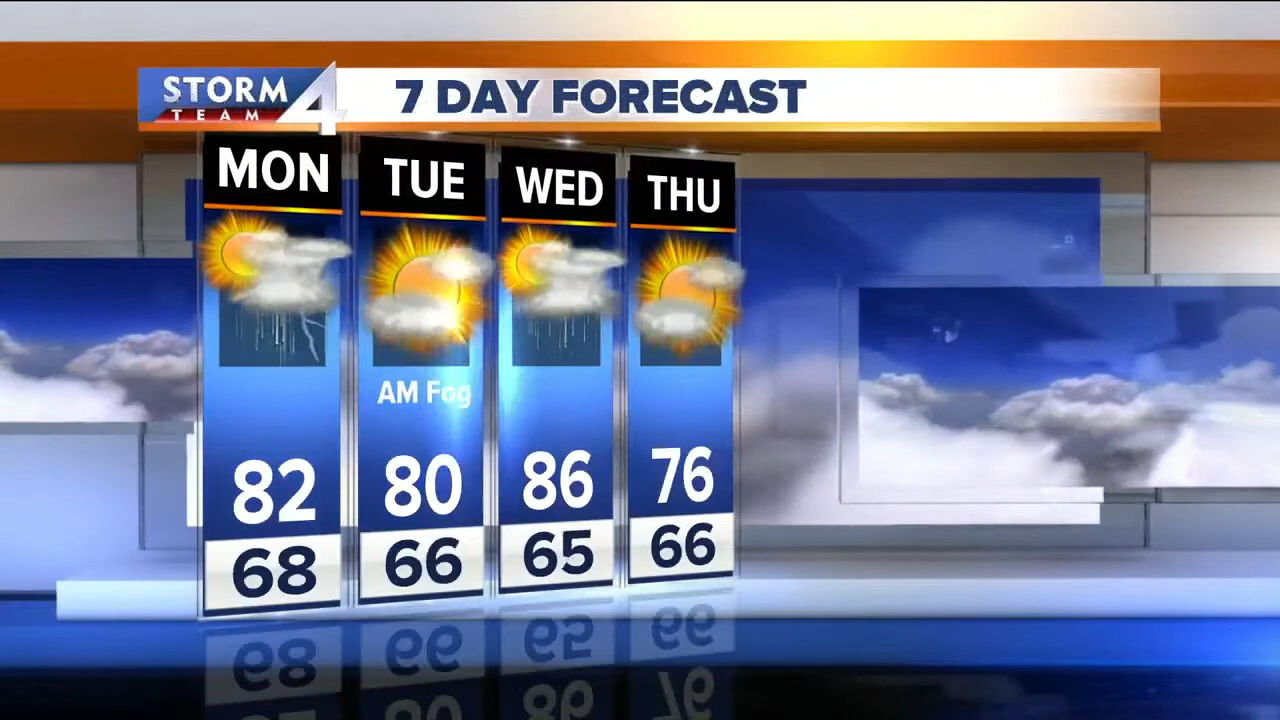 STORM
TEAM 4
7 DAY FORECAST
MON TUE WED THU
AM Fog
82 80 86 76
68 66 65 66